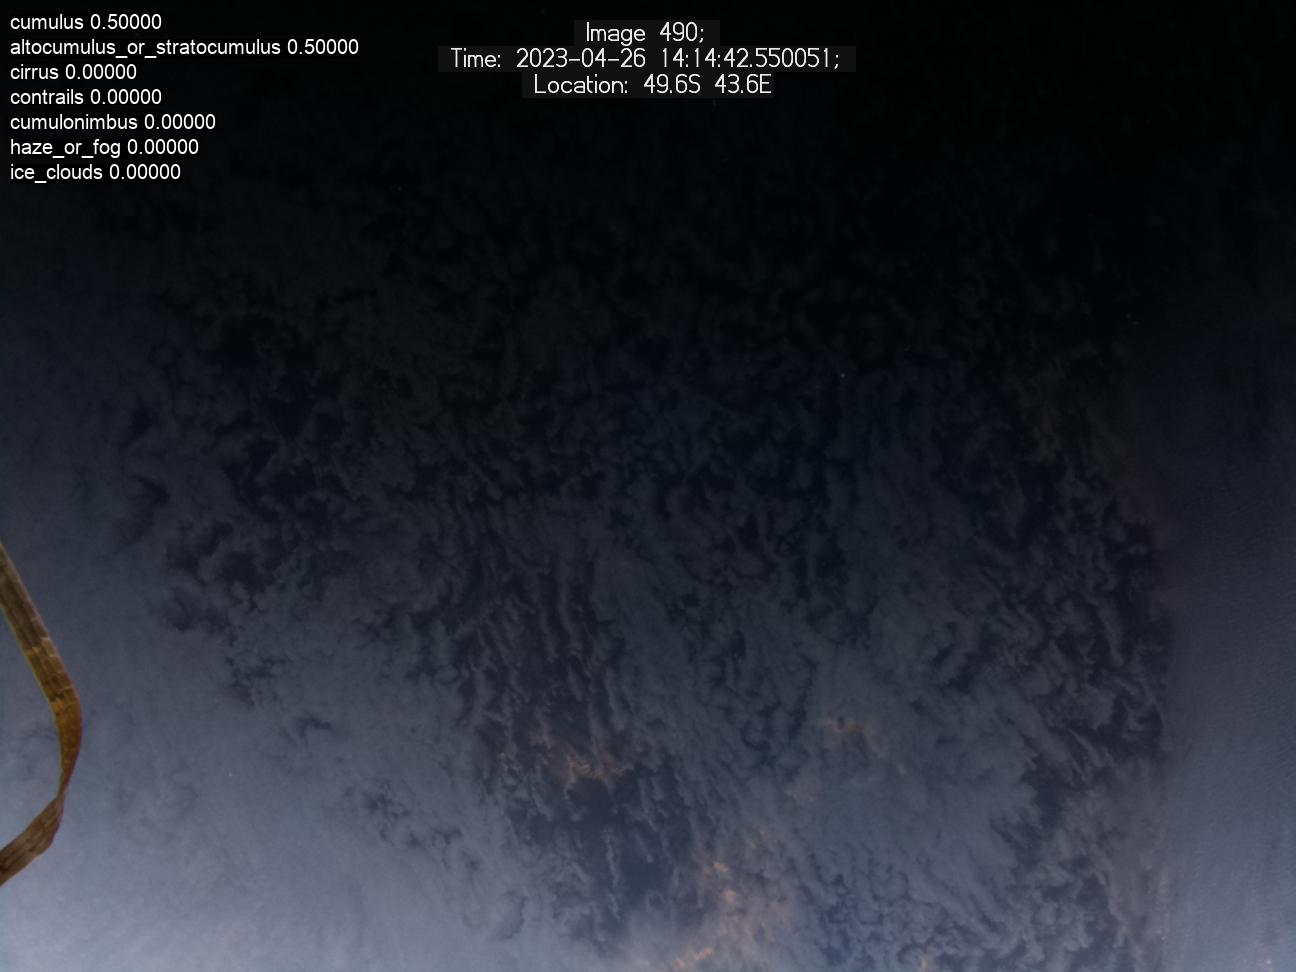 cumulus 0.50000
altocumulus_or_stratocumulus 0.50000
cirrus 0.00000
contrails 0.00000
cumulonimbus 0.00000
haze_or_fog 0.00000
ice_clouds 0.00000
Image 490;
Time: 2023-04-26 14:14:42.550051;
Location: 49.6S 43.6E